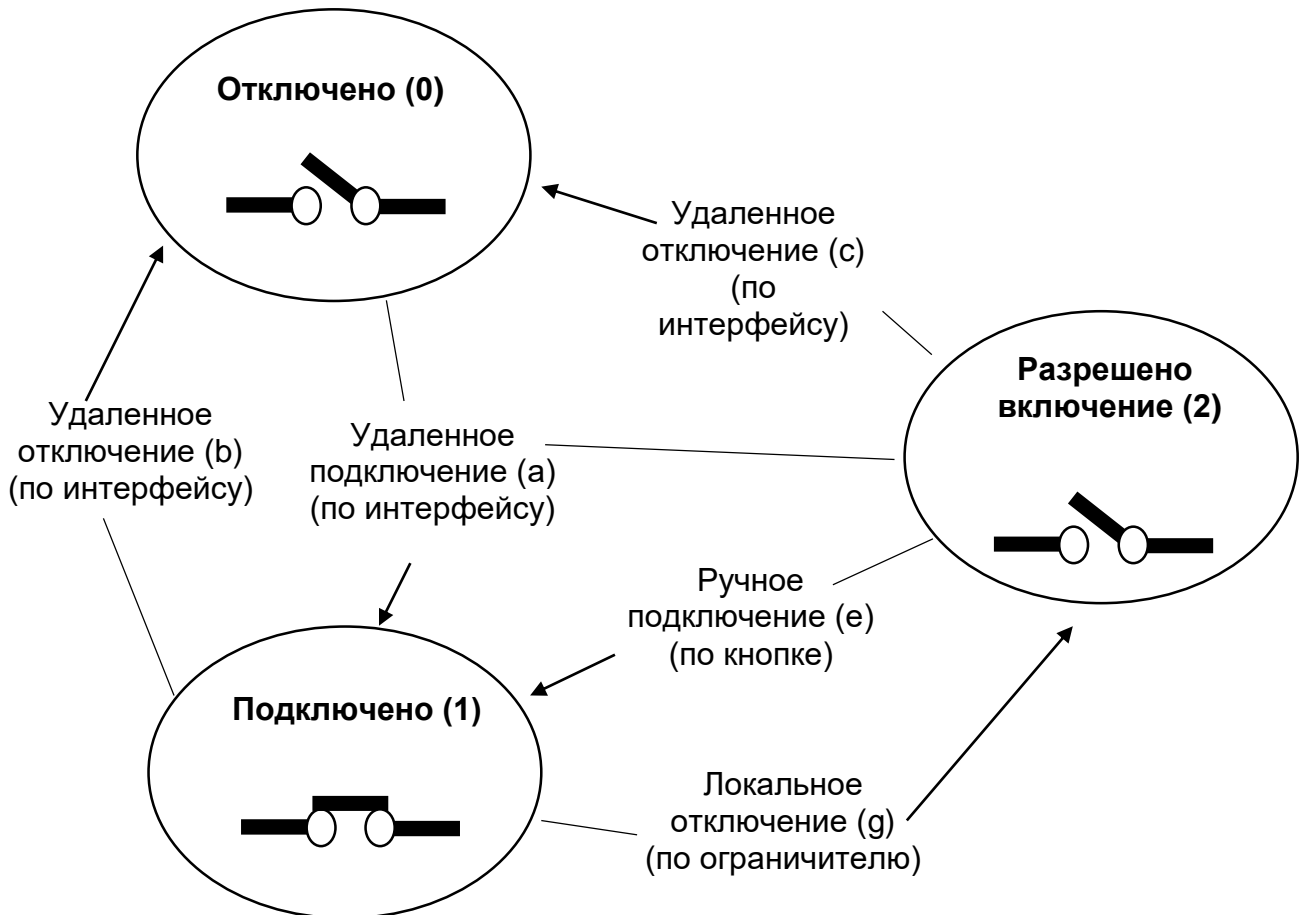 Отключено (0)
Удаленное
отключение (c)
(по
интерфейсу)
Разрешено
включение (2)
Удаленное
отключение (b)
(по интерфейсу)
Удаленное
подключение (a)
(по интерфейсу)
Ручное
подключение (e)
(по кнопке)
Подключено (1)
Локальное
отключение (g)
(по ограничителю)